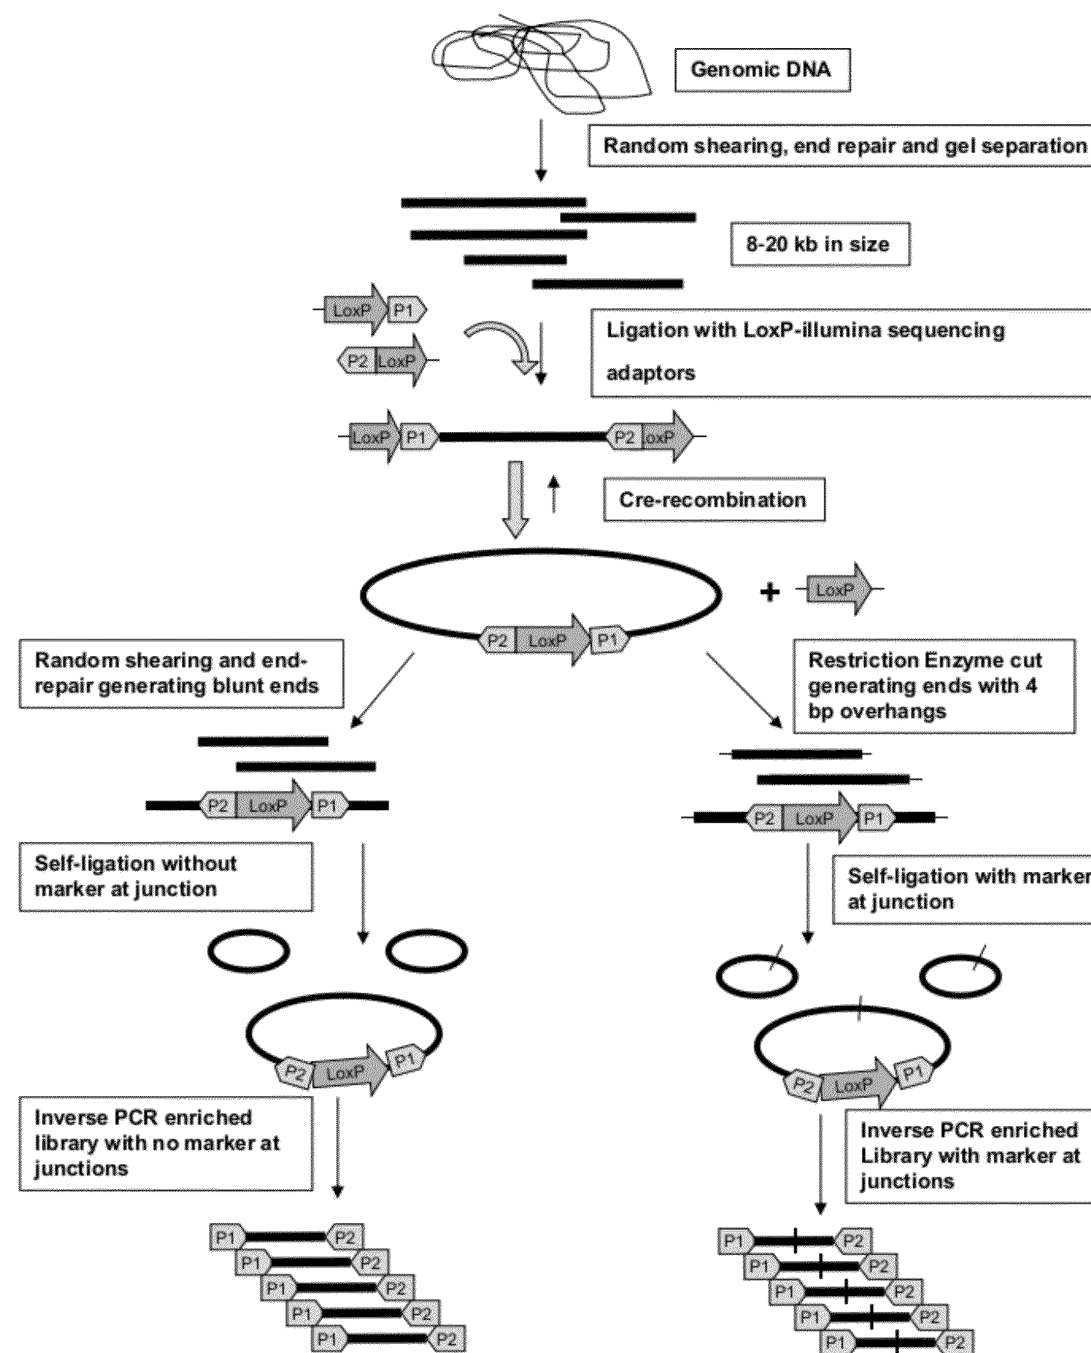 Genomic DNA
Random shearing, end repair and gel separation
8-20 kb in size
LoxP P1
P2 LoxP
Ligation with LoxP-illumina sequencing
adaptors
LoxP P1 P2 oxP
Cre-recombination
+ LoxP
P2 LoxP P1
Random shearing and end-
repair generating blunt ends
Restriction Enzyme cut
generating ends with 4
bp overhangs
P2 LoxP P1
P2 LoxP P1
Self-ligation without
marker at junction
Self-ligation with marker
at junction
P2 LoxP P1
P2 LoxP P1
Inverse PCR enriched
library with no marker at
junctions
Inverse PCR enriched
Library with marker at
junctions
P1 P2
P1 P2
P1 P2
P1 P2
P1 P2
P1 P2
P1 P2
P1 P2
P1 P2
P1 P2